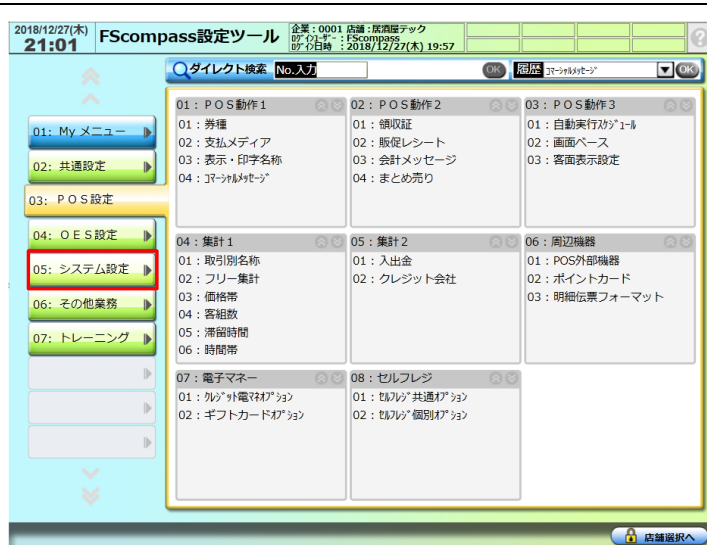 2018/12/27(木)
21:01
FScompass設定ツール
企業：0001 店舗：居酒屋テック
ﾛｸﾞｲﾝﾕｰｻﾞｰ：FScompass
ﾛｸﾞｲﾝ日時 ：2018/12/27(木) 19:57
ダイレクト検索 No.入力 OK 履歴 ｺﾏｰｼｬﾙﾒｯｾｰｼﾞ OK
01: My メニュー
02: 共通設定
03: ＰＯＳ設定
04: ＯＥＳ設定
05: システム設定
06: その他業務
07: トレーニング
01：ＰＯＳ動作１
01：券種
02：支払メディア
03：表示・印字名称
04：ｺﾏｰｼｬﾙﾒｯｾｰｼﾞ
02：ＰＯＳ動作２
01：領収証
02：販促レシート
03：会計メッセージ
04：まとめ売り
03：ＰＯＳ動作３
01：自動実行ｽｹｼﾞｭｰﾙ
02：画面ベース
03：客面表示設定
04：集計１
01：取引別名称
02：フリー集計
03：価格帯
04：客組数
05：滞留時間
06：時間帯
05：集計２
01：入出金
02：クレジット会社
06：周辺機器
01：POS外部機器
02：ポイントカード
03：明細伝票フォーマット
07：電子マネー
01：ｸﾚｼﾞｯﾄ電ﾏﾈｵﾌﾟｼｮﾝ
02：ギフトカードｵﾌﾟｼｮﾝ
08：セルフレジ
01：ｾﾙﾌﾚｼﾞ共通ｵﾌﾟｼｮﾝ
02：ｾﾙﾌﾚｼﾞ個別ｵﾌﾟｼｮﾝ
店舗選択へ